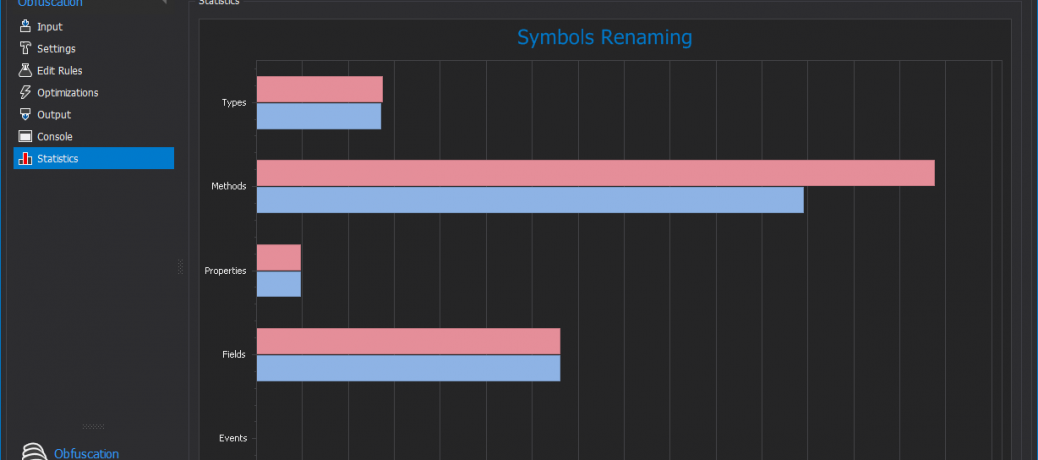 Obfuscation
Input
Settings
Edit Rules
Optimizations
Output
Console
Statistics
Obfuscation
Statistics
Symbols Renaming
Types
Methods
Properties
Fields
Events